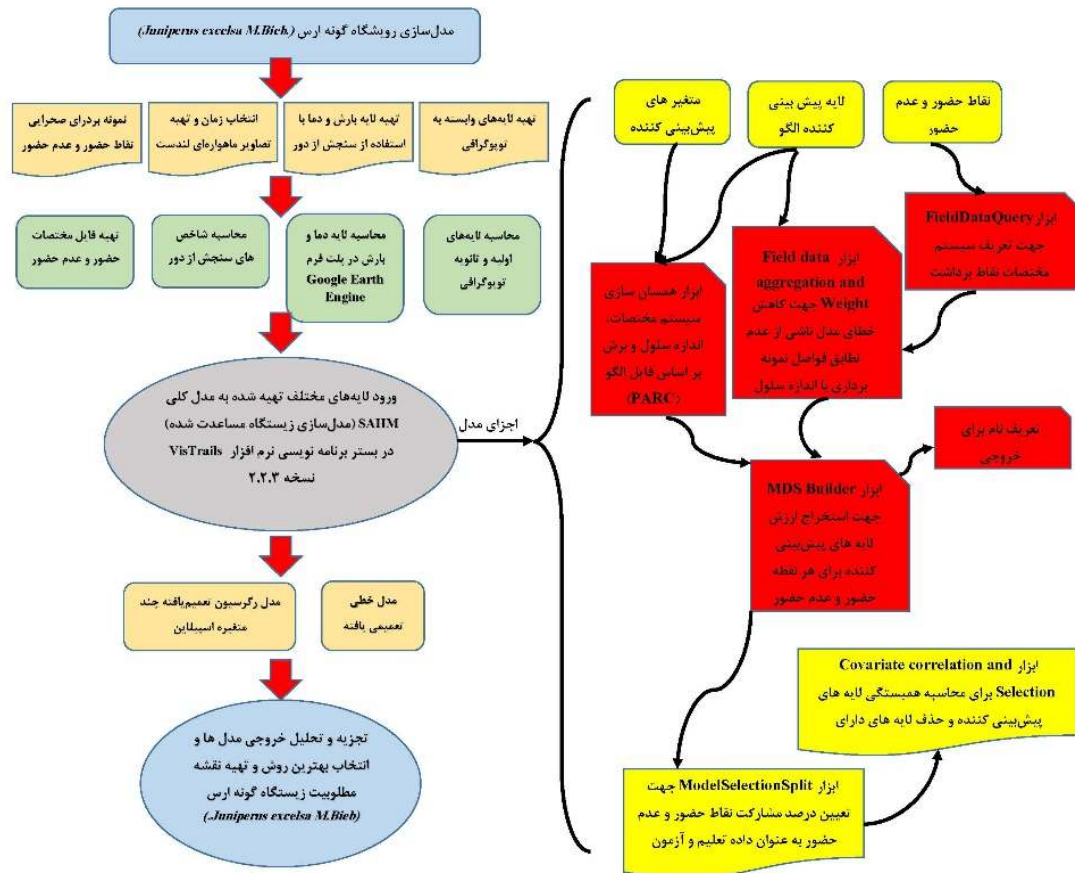 مدل‌سازی رویشگاه گونه ارس (Juniperus excelsa M.Bieb.)
نمونه بردرای صحرایی
نقاط حضور و عدم حضور
انتخاب زمان و تهیه
تصاویر ماهواره‌ای لندست
تهیه لایه بارش و دما با
استفاده از سنجش از دور
تهیه لایه‌های وابسته به
توپوگرافی
تهیه فایل مختصات
حضور و عدم حضور
محاسبه شاخص
های سنجش از دور
محاسبه لایه دما و
بارش در پلت فرم
Google Earth
Engine
محاسبه لایه‌های
اولیه و ثانویه
توپوگرافی
ورود لایه‌های مختلف تهیه شده به مدل کلی
SAHM (مدل‌سازی زیستگاه مساعدت شده)
در بستر برنامه نویسی نرم افزار VisTrails
نسخه ۲.۲.۳
اجزای مدل
مدل رگرسیون تعمیم‌یافته چند
متغیره اسپیلاین
مدل خطی
تعمیمی یافته
تجزیه و تحلیل خروجی مدل ها و
انتخاب بهترین روش و تهیه نقشه
مطلوبیت زیستگاه گونه ارس
(Juniperus excelsa M.Bieb.)
متغیر های
پیش‌بینی کننده
لایه پیش بینی
کننده الگو
نقاط حضور و عدم
حضور
ابزار همسان سازی
سیستم مختصات،
اندازه سلول و برش
بر اساس فایل الگو
(PARC)
ابزار Field data
aggregation and
Weight جهت کاهش
خطای مدل ناشی از عدم
تطابق فواصل نمونه
برداری با اندازه سلول
ابزار FieldDataQuery
جهت تعریف سیستم
مختصات نقاط برداشت
تعریف نام برای
خروجی
ابزار MDS Builder
جهت استخراج ارزش
لایه های پیش‌بینی
کننده برای هر نقطه
حضور و عدم حضور
ابزار Covariate correlation and
Selection برای محاسبه همبستگی لایه های
پیش‌بینی کننده و حذف لایه های دارای
ابزار ModelSelectionSplit جهت
تعیین درصد مشارکت نقاط حضور و عدم
حضور به عنوان داده تعلیم و آزمون